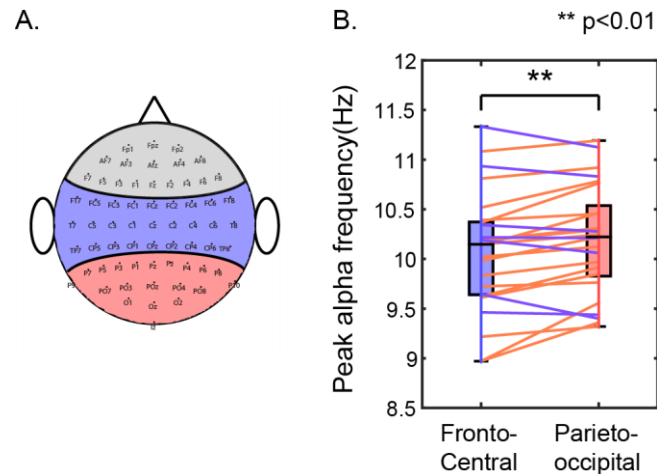 A.
B.
** p<0.01
Fp1 Fpz Fp2
AF7 AF3 AFz AF4 AF8
F7 F5 F3 F1 Fz F2 F4 F6 F8
FT7 FC5 FC3 FC1 FCz FC2 FC4 FC6 FT8
T7 C5 C3 C1 Cz C2 C4 C6 T8
TP7 CP5 CP3 CP1 CPz CP2 CP4 CP6 TP8
P9 P7 P5 P3 P1 Pz P4 P6 P8 P10
PO7 PO3 POz PO4 PO8
O1 Oz O2
Peak alpha frequency(Hz)
12
11.5
11
10.5
10
9.5
9
8.5
**
Fronto-
Central
Parieto-
occipital